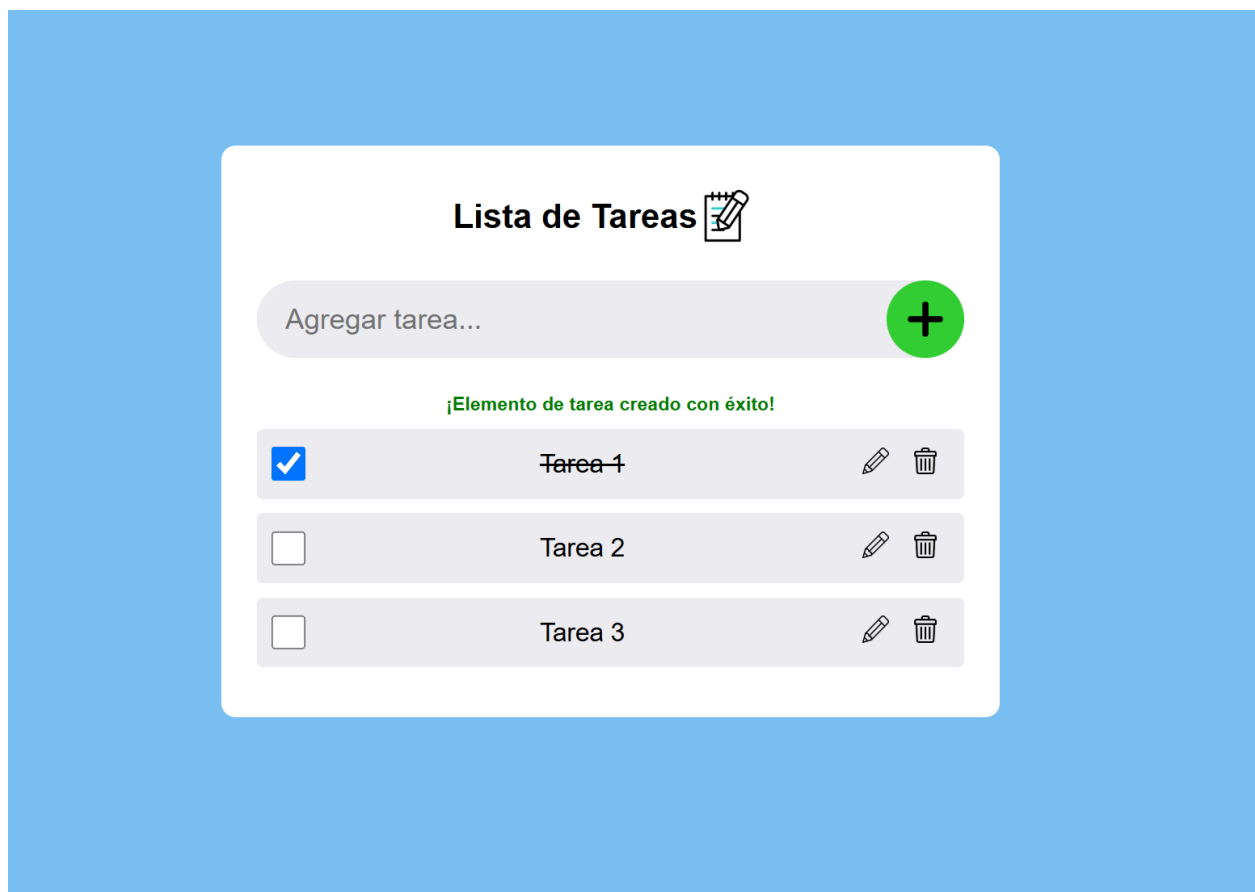 Lista de Tareas
Agregar tarea...
¡Elemento de tarea creado con éxito!
Tarea 1
Tarea 2
Tarea 3